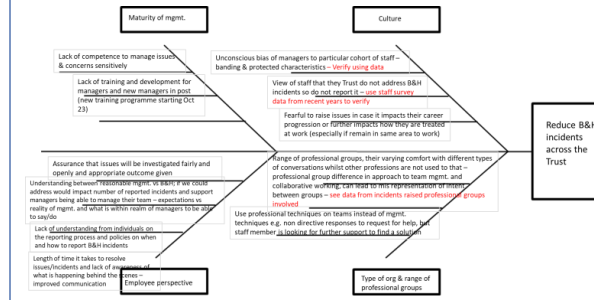 Maturity of mgmt.
Culture
Lack of competence to manage issues
& concerns sensitively
Lack of training and development for
managers and new managers in post
(new training programme starting Oct
23)
Unconscious bias of managers to particular cohort of staff –
banding & protected characteristics – Verify using data
View of staff that they Trust do not address B&H
incidents so do not report it – use staff survey
data from recent years to verify
Fearful to raise issues in case it impacts their career
progression or further impacts how they are treated
at work (especially if remain in same area to work)
Reduce B&H
incidents
across the
Trust
Assurance that issues will be investigated fairly and
openly and appropriate outcome given
Understanding between reasonable mgmt. vs B&H; if we could
address would impact number of reported incidents and support
managers being able to manage their team – expectations vs
reality of mgmt. and what is within realm of managers to be able
to say/do
Lack of understanding from individuals on
the reporting process and policies on when
and how to report B&H incidents
Length of time it takes to resolve
issues/incidents and lack of awareness of
what is happening behind the scenes –
improved communication
Employee perspective
Range of professional groups, their varying comfort with different types
of conversations whilst other professions are not used to that –
professional group difference in approach to team mgmt. and
collaborative working, can lead to mis representation of intent
between groups – see data from incidents raised professional groups
involved
Use professional techniques on teams instead of mgmt.
techniques e.g. non directive responses to request for help, but
staff member is looking for further support to find a solution
Type of org & range of
professional groups